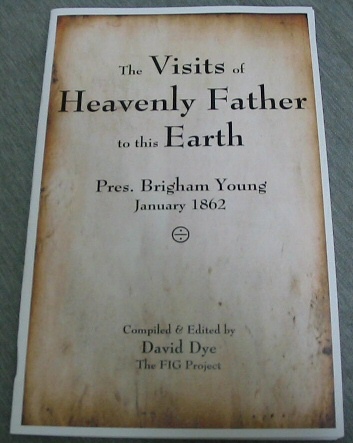 The Visits of
Heavenly Father
to this Earth
Pres. Brigham Young
January 1862
Compiled & Edited by
David Dye
The FIG Project